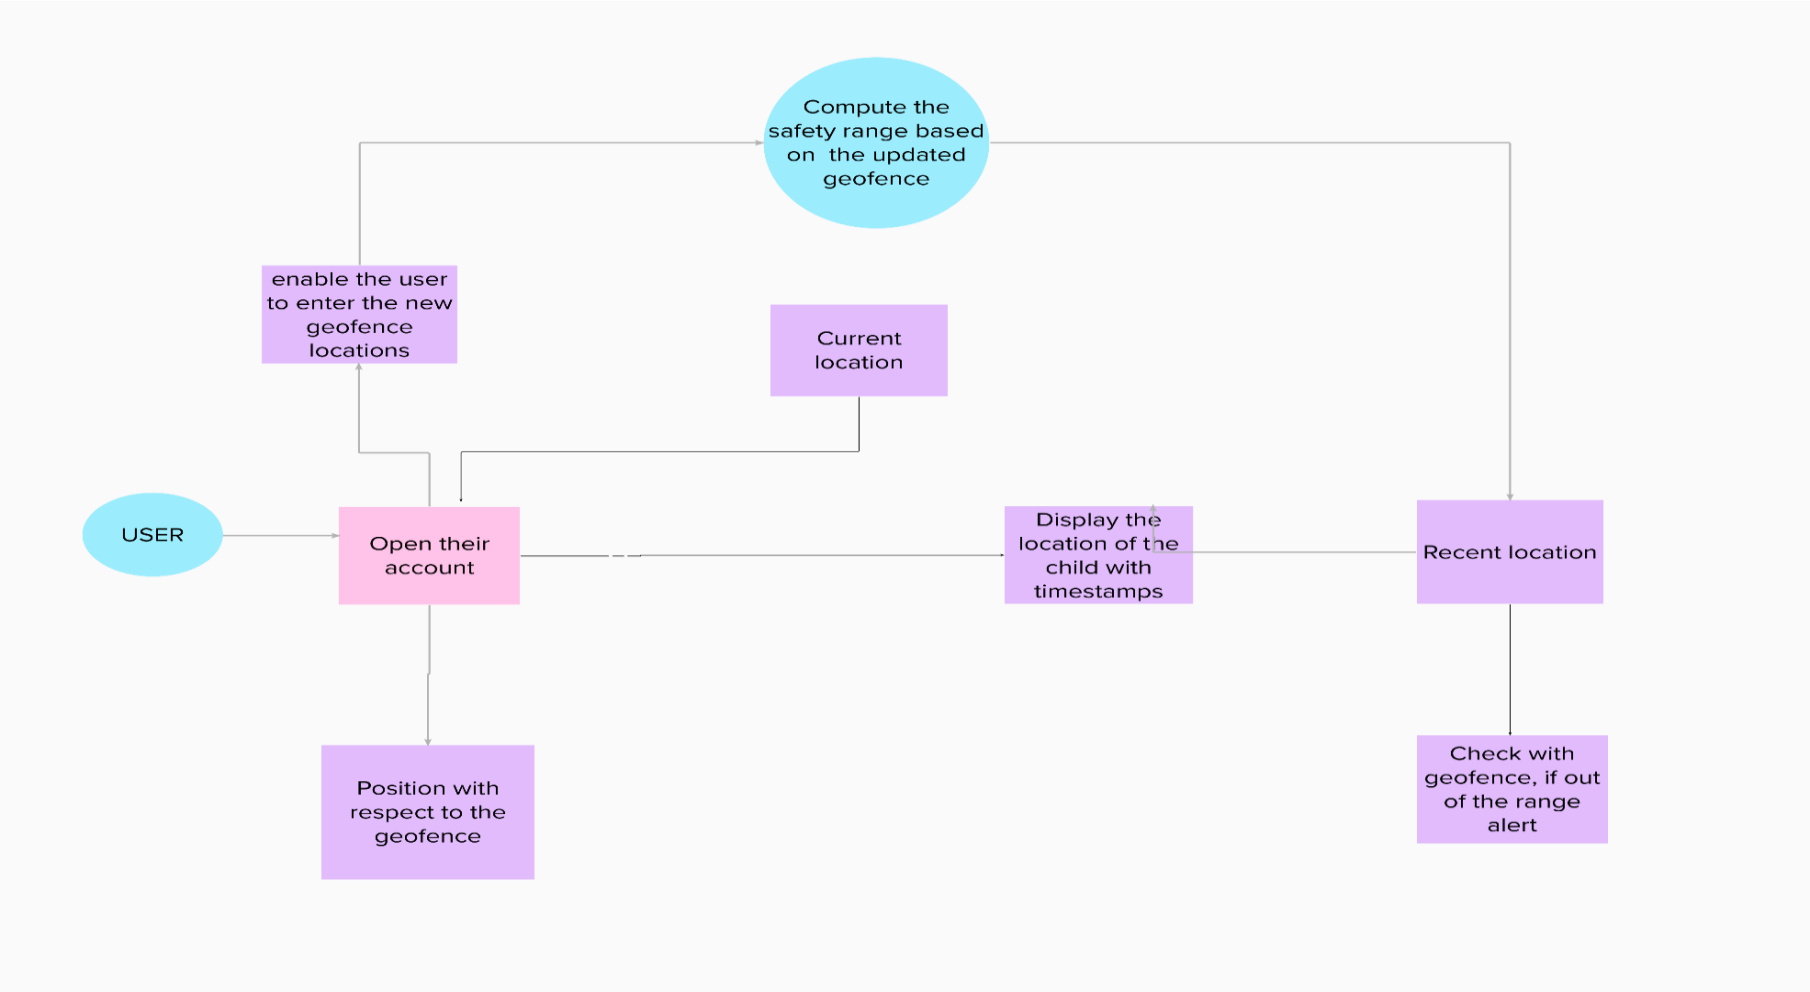 Compute the
safety range based
on  the updated
geofence
enable the user
to enter the new
geofence
locations
Current
location
USER
Open their
account
Display the
location of the
child with
timestamps
Recent location
Position with
respect to the
geofence
Check with
geofence, if out
of the range
alert